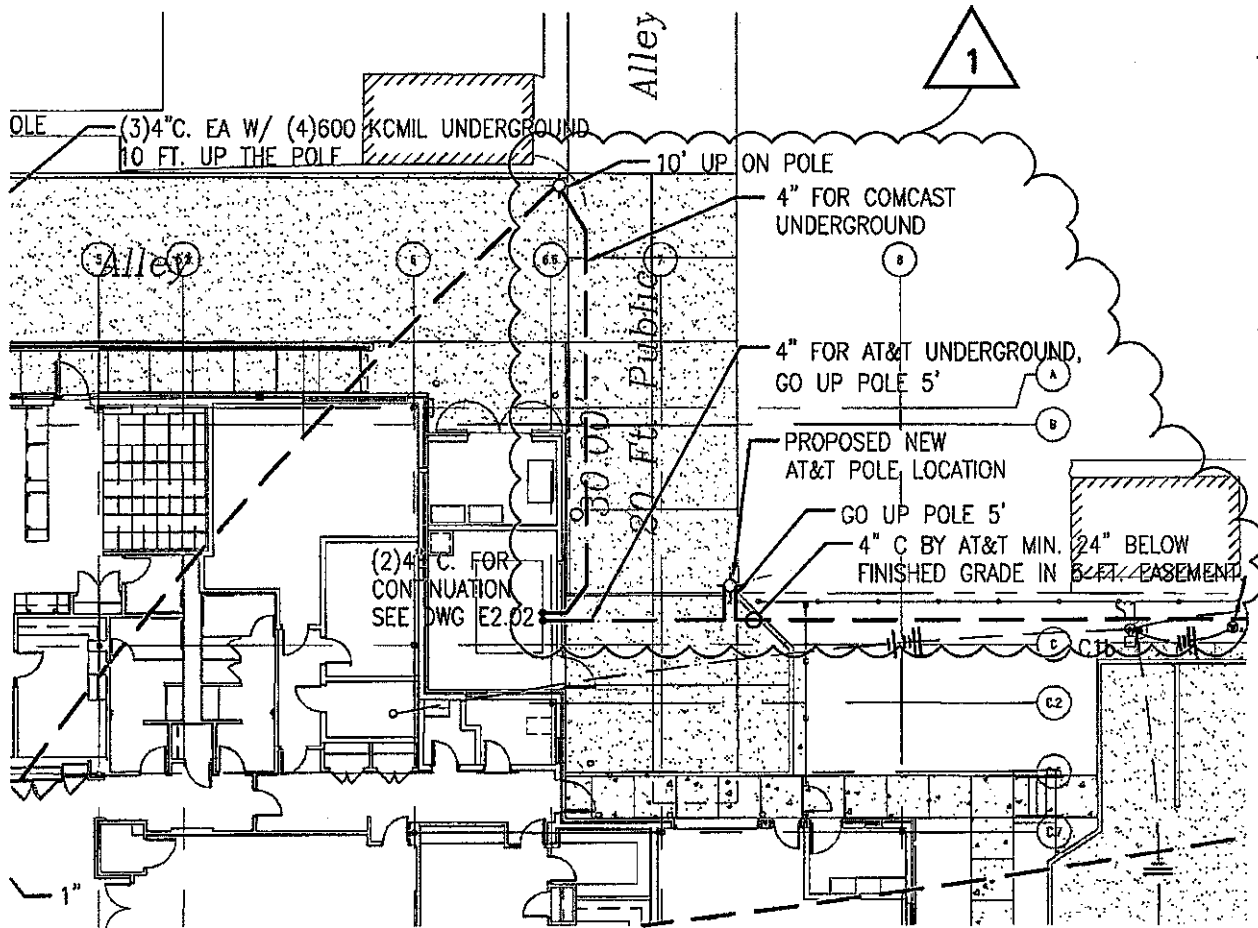 Alley
1
OLE
(3)4"C. EA W/ (4)600 KCMIL UNDERGROUND
10 FT. UP THE POLE
10' UP ON POLE
4" FOR COMCAST
UNDERGROUND
Alley
5
6
6.6
7
8
30.00
20 Ft. Public
4" FOR AT&T UNDERGROUND,
GO UP POLE 5'
A
B
PROPOSED NEW
AT&T POLE LOCATION
GO UP POLE 5'
4" C BY AT&T MIN. 24" BELOW
FINISHED GRADE IN 6-FT. EASEMENT
(2)4" C. FOR
CONTINUATION
SEE DWG E2.02
C
C.2
C.7
1"